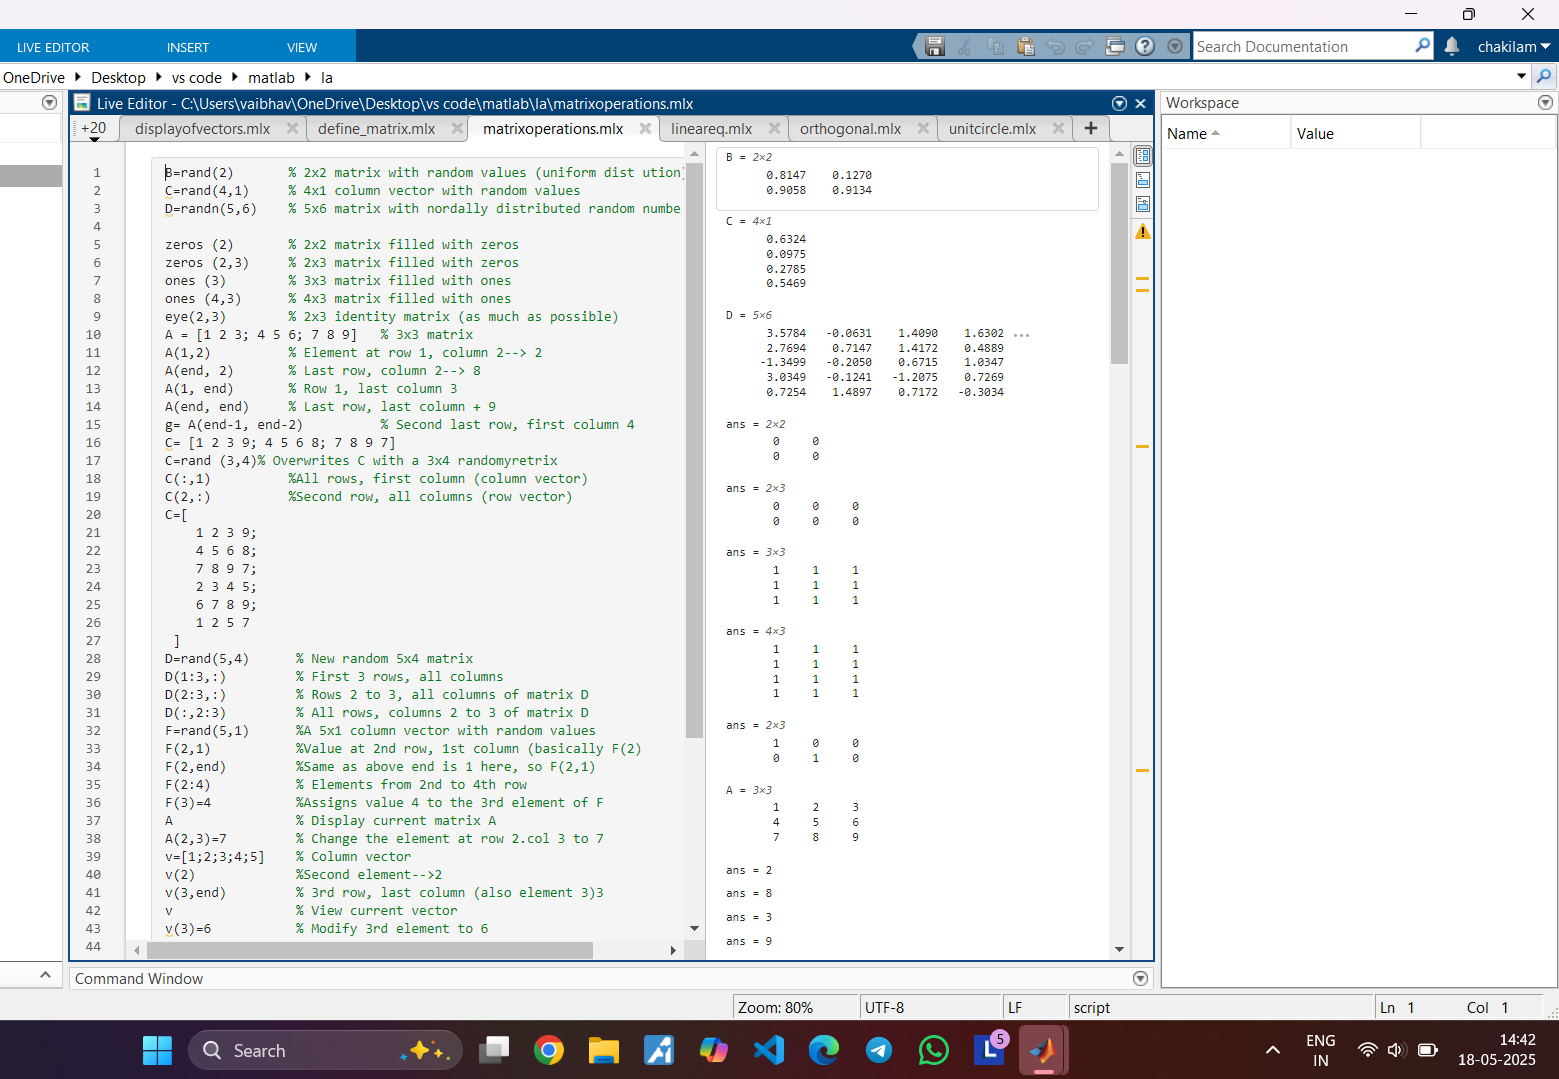 LIVE EDITOR INSERT VIEW
Search Documentation
chakilam
OneDrive Desktop vs code matlab la
Live Editor - C:\Users\vaibhav\OneDrive\Desktop\vs code\matlab\la\matrixoperations.mlx
+20 displayofvectors.mlx define_matrix.mlx matrixoperations.mlx lineareq.mlx orthogonal.mlx unitcircle.mlx
1 B=rand(2) % 2x2 matrix with random values (uniform dist ution)
2 C=rand(4,1) % 4x1 column vector with random values
3 D=randn(5,6) % 5x6 matrix with nordally distributed random numbe
4
5 zeros (2) % 2x2 matrix filled with zeros
6 zeros (2,3) % 2x3 matrix filled with zeros
7 ones (3) % 3x3 matrix filled with ones
8 ones (4,3) % 4x3 matrix filled with ones
9 eye(2,3) % 2x3 identity matrix (as much as possible)
10 A = [1 2 3; 4 5 6; 7 8 9] % 3x3 matrix
11 A(1,2) % Element at row 1, column 2--> 2
12 A(end, 2) % Last row, column 2--> 8
13 A(1, end) % Row 1, last column 3
14 A(end, end) % Last row, last column + 9
15 g= A(end-1, end-2) % Second last row, first column 4
16 C= [1 2 3 9; 4 5 6 8; 7 8 9 7]
17 C=rand (3,4)% Overwrites C with a 3x4 randomyretrix
18 C(:,1) %All rows, first column (column vector)
19 C(2,:) %Second row, all columns (row vector)
20 C=[
21 1 2 3 9;
22 4 5 6 8;
23 7 8 9 7;
24 2 3 4 5;
25 6 7 8 9;
26 1 2 5 7
27 ]
28 D=rand(5,4) % New random 5x4 matrix
29 D(1:3,:) % First 3 rows, all columns
30 D(2:3,:) % Rows 2 to 3, all columns of matrix D
31 D(:,2:3) % All rows, columns 2 to 3 of matrix D
32 F=rand(5,1) %A 5x1 column vector with random values
33 F(2,1) %Value at 2nd row, 1st column (basically F(2)
34 F(2,end) %Same as above end is 1 here, so F(2,1)
35 F(2:4) % Elements from 2nd to 4th row
36 F(3)=4 %Assigns value 4 to the 3rd element of F
37 A % Display current matrix A
38 A(2,3)=7 % Change the element at row 2.col 3 to 7
39 v=[1;2;3;4;5] % Column vector
40 v(2) %Second element-->2
41 v(3,end) % 3rd row, last column (also element 3)3
42 v % View current vector
43 v(3)=6 % Modify 3rd element to 6
44
B = 2×2
0.8147 0.1270
0.9058 0.9134
C = 4×1
0.6324
0.0975
0.2785
0.5469
D = 5×6
3.5784 -0.0631 1.4090 1.6302 ...
2.7694 0.7147 1.4172 0.4889
-1.3499 -0.2050 0.6715 1.0347
3.0349 -0.1241 -1.2075 0.7269
0.7254 1.4897 0.7172 -0.3034
ans = 2×2
0 0
0 0
ans = 2×3
0 0 0
0 0 0
ans = 3×3
1 1 1
1 1 1
1 1 1
ans = 4×3
1 1 1
1 1 1
1 1 1
1 1 1
ans = 2×3
1 0 0
0 1 0
A = 3×3
1 2 3
4 5 6
7 8 9
ans = 2
ans = 8
ans = 3
ans = 9
Workspace
Name Value
Command Window
Zoom: 80% UTF-8 LF script Ln 1 Col 1
Search
L 5
ENG
IN
14:42
18-05-2025